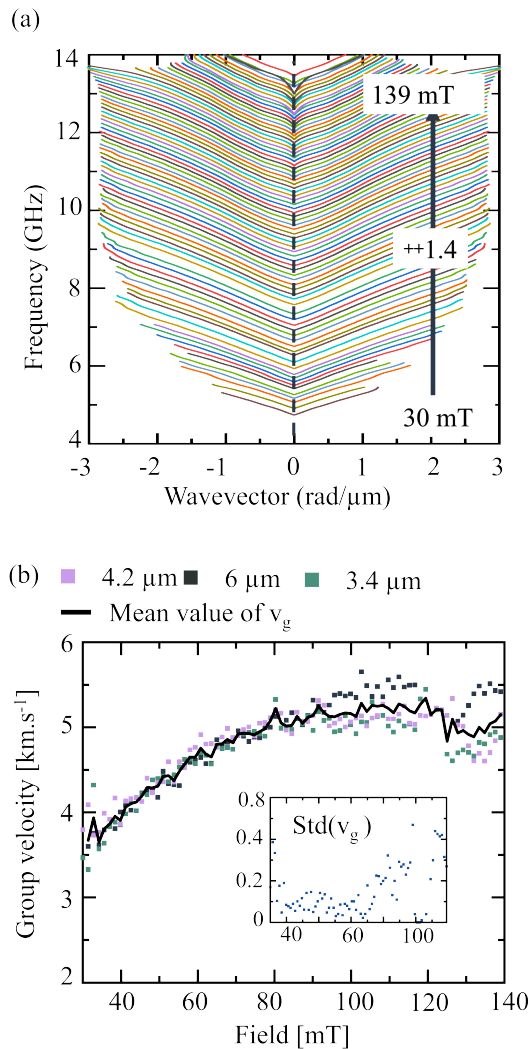 (a)
14
12
10
8
6
4
Frequency (GHz)
139 mT
++1.4
30 mT
-3 -2 -1 0 1 2 3
Wavevector (rad/µm)
(b) 4.2 µm 6 µm 3.4 µm
Mean value of vg
6
5
4
3
2
Group velocity [km.s-1]
0.8
0.4
0.2
0
Std(vg)
40 60 100
40 60 80 100 120 140
Field [mT]